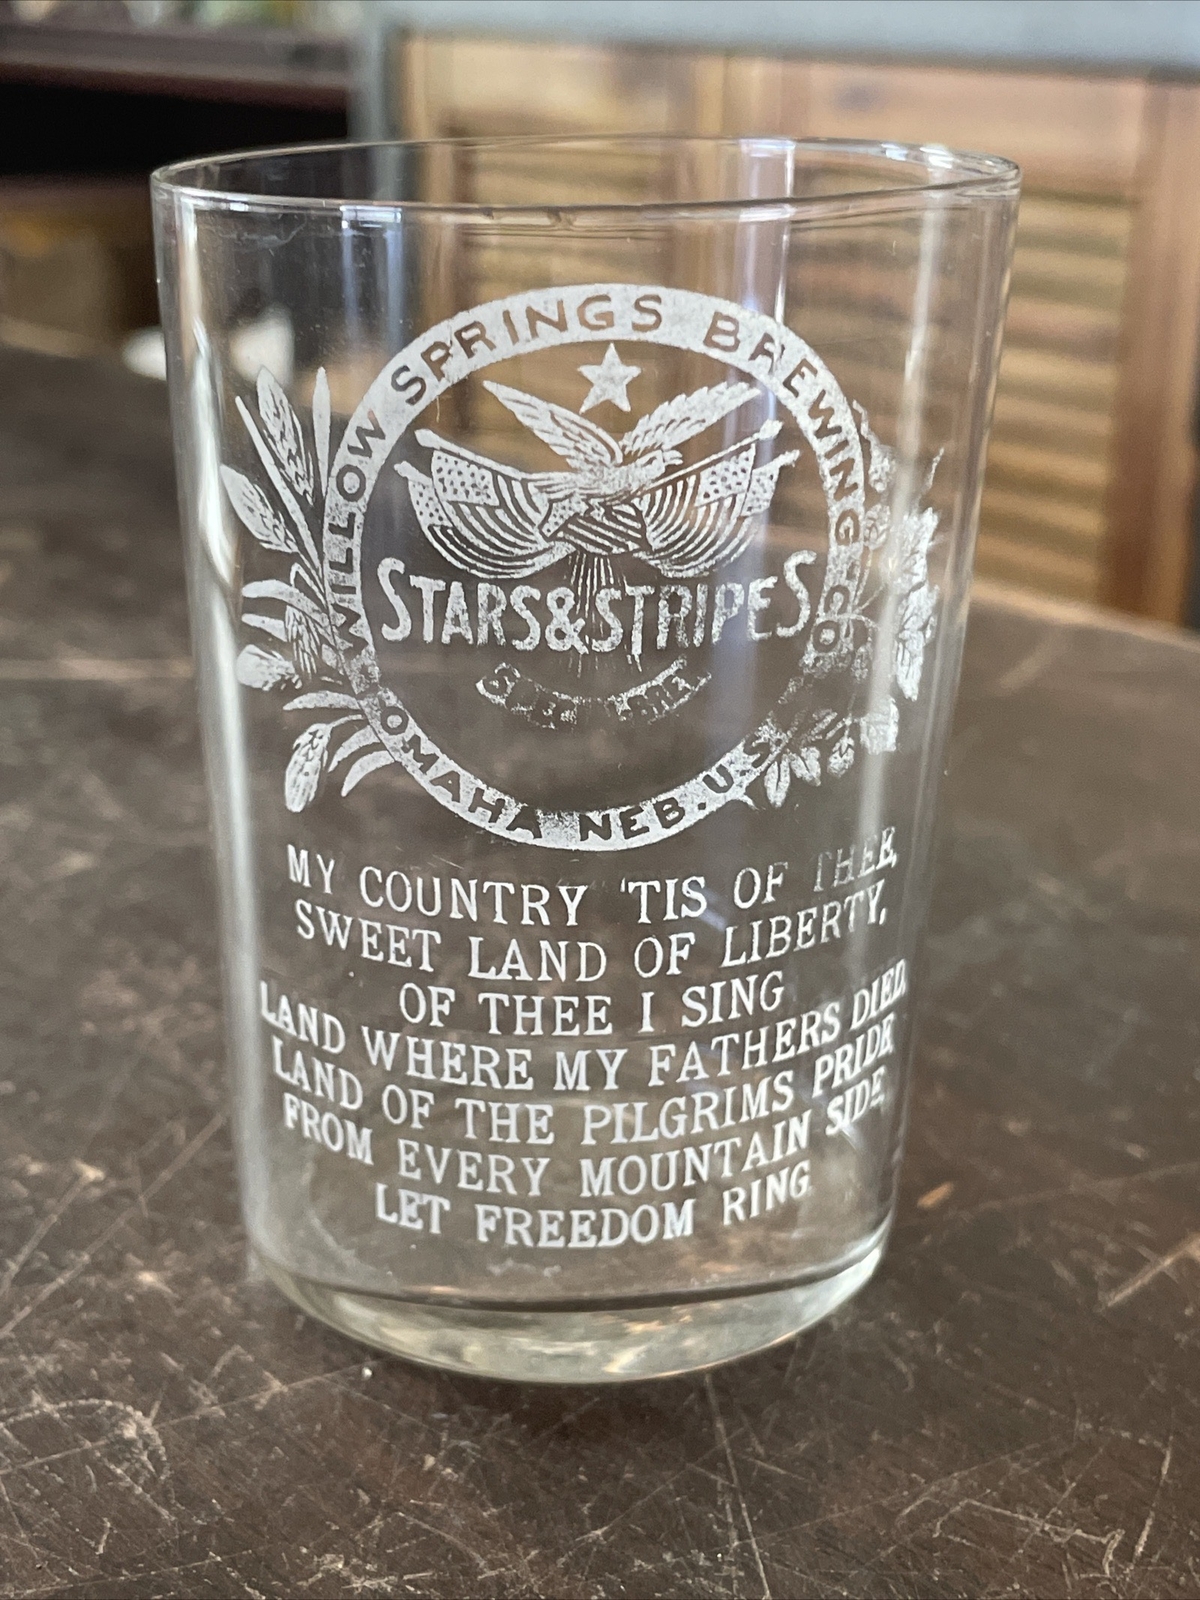 WILLOW SPRINGS BREWING CO.
STARS & STRIPES
OMAHA NEB. U.S.
MY COUNTRY 'TIS OF THEE,
SWEET LAND OF LIBERTY,
OF THEE I SING
LAND WHERE MY FATHERS DIED,
LAND OF THE PILGRIMS PRIDE
FROM EVERY MOUNTAIN SIDE
LET FREEDOM RING